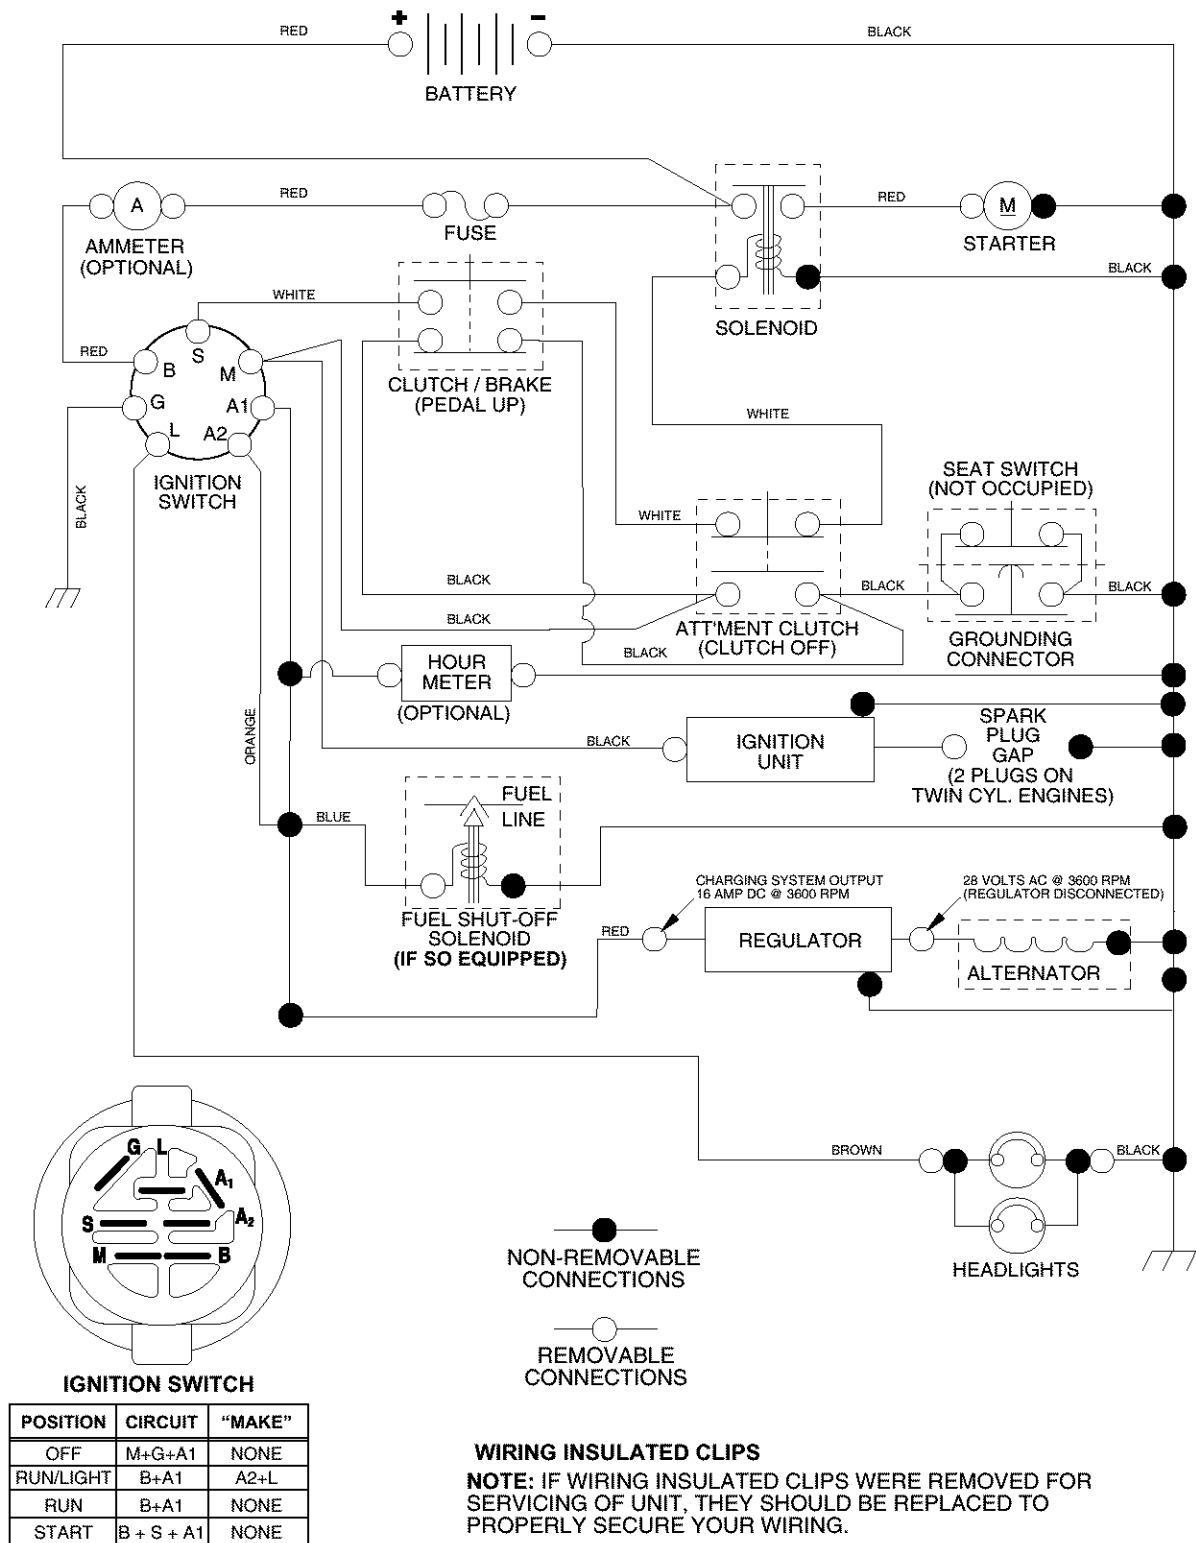 + −
RED
BLACK
BATTERY
A
RED
FUSE
RED
M
AMMETER
(OPTIONAL)
STARTER
BLACK
SOLENOID
WHITE
S
RED
B
M
G
A1
L
A2
CLUTCH / BRAKE
(PEDAL UP)
WHITE
IGNITION
SWITCH
BLACK
SEAT SWITCH
(NOT OCCUPIED)
WHITE
BLACK
BLACK
BLACK
BLACK
ATT'MENT CLUTCH
(CLUTCH OFF)
BLACK
GROUNDING
CONNECTOR
HOUR
METER
(OPTIONAL)
ORANGE
BLACK
IGNITION
UNIT
SPARK
PLUG
GAP
(2 PLUGS ON
TWIN CYL. ENGINES)
BLUE
FUEL
LINE
FUEL SHUT-OFF
SOLENOID
(IF SO EQUIPPED)
CHARGING SYSTEM OUTPUT
16 AMP DC @ 3600 RPM
28 VOLTS AC @ 3600 RPM
(REGULATOR DISCONNECTED)
RED
REGULATOR
ALTERNATOR
BROWN
BLACK
HEADLIGHTS
G L
A1
S
A2
M
B
IGNITION SWITCH
NON-REMOVABLE
CONNECTIONS
REMOVABLE
CONNECTIONS
POSITION CIRCUIT “MAKE”
OFF M+G+A1 NONE
RUN/LIGHT B+A1 A2+L
RUN B+A1 NONE
START B + S + A1 NONE
WIRING INSULATED CLIPS
NOTE: IF WIRING INSULATED CLIPS WERE REMOVED FOR
SERVICING OF UNIT, THEY SHOULD BE REPLACED TO
PROPERLY SECURE YOUR WIRING.